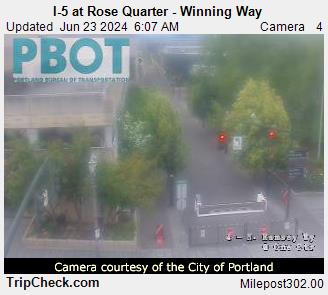 I-5 at Rose Quarter - Winning Way
Updated Jun 23 2024 6:07 AM Camera 4
PBOT
PORTLAND BUREAU OF TRANSPORTATION
Camera courtesy of the City of Portland
TripCheck.com Milepost302.00